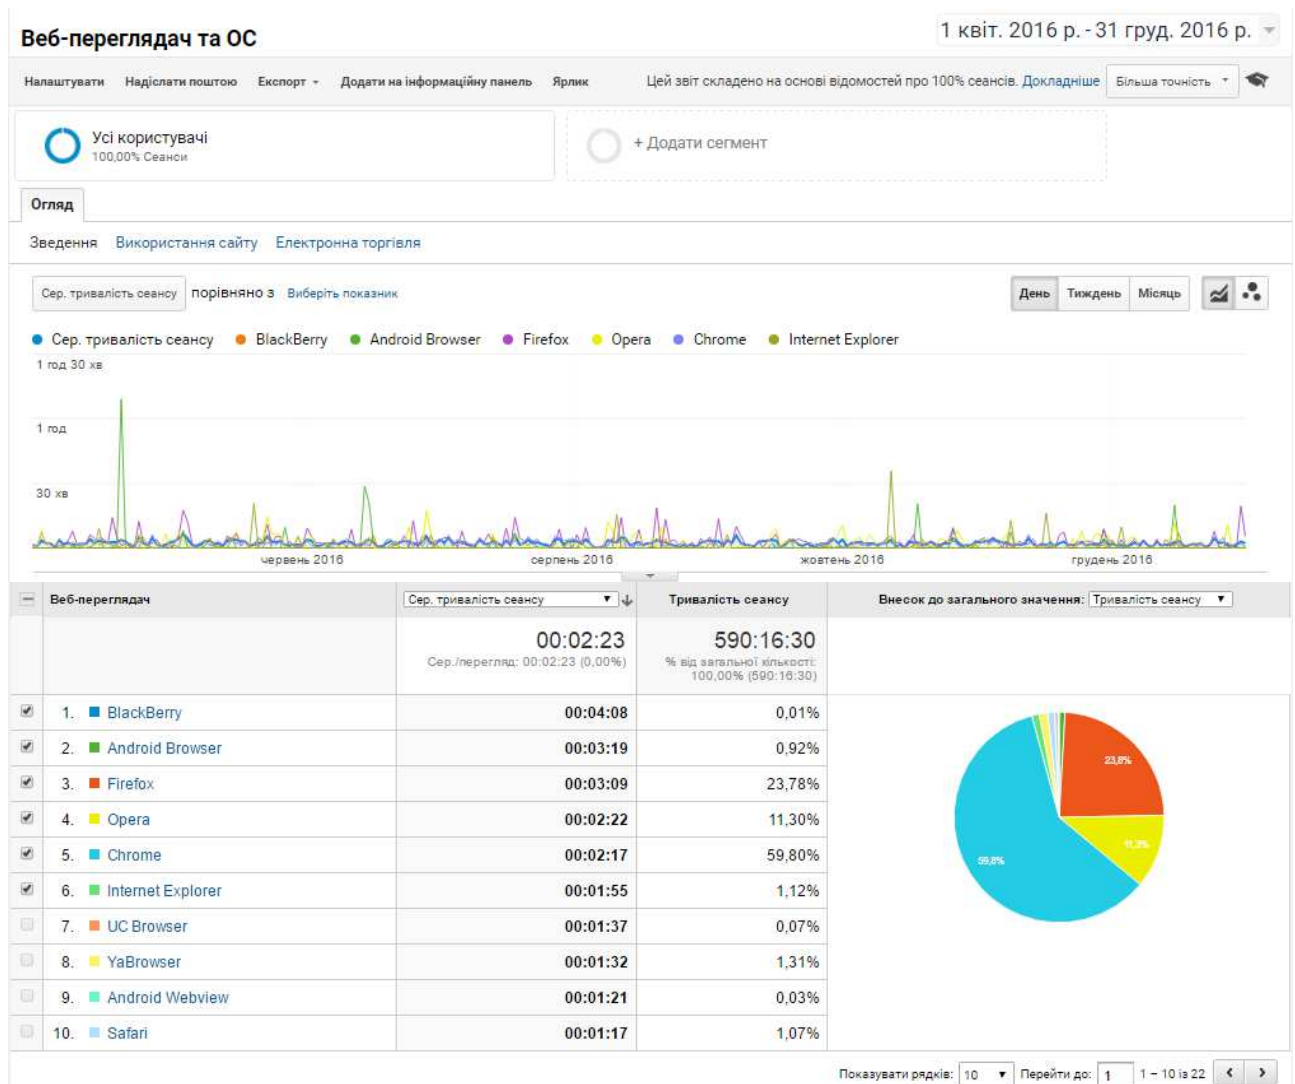 Веб-переглядач та ОС
1 квіт. 2016 р. - 31 груд. 2016 р.
Налаштувати Надіслати поштою Експорт Додати на інформаційну панель Ярлик Цей звіт складено на основі відомостей про 100% сеансів. Докладніше Більша точність
Усі користувачі
100,00% Сеанси
+ Додати сегмент
Огляд
Зведення Використання сайту Електронна торгівля
Сер. тривалість сеансу порівняно з Виберіть показник День Тиждень Місяць
Сер. тривалість сеансу BlackBerry Android Browser Firefox Opera Chrome Internet Explorer
1 год 30 хв
1 год
30 хв
червень 2016 серпень 2016 жовтень 2016 грудень 2016
Веб-переглядач Сер. тривалість сеансу Тривалість сеансу Внесок до загального значення: Тривалість сеансу
00:02:23 590:16:30
Сер./перегляд: 00:02:23 (0,00%) % від загальної кількості:
100,00% (590:16:30)
1. BlackBerry 00:04:08 0,01%
2. Android Browser 00:03:19 0,92%
3. Firefox 00:03:09 23,78%
4. Opera 00:02:22 11,30%
5. Chrome 00:02:17 59,80%
6. Internet Explorer 00:01:55 1,12%
7. UC Browser 00:01:37 0,07%
8. YaBrowser 00:01:32 1,31%
9. Android Webview 00:01:21 0,03%
10. Safari 00:01:17 1,07%
23,8%
11,3%
59,8%
Показувати рядків: 10 Перейти до: 1 1 – 10 із 22